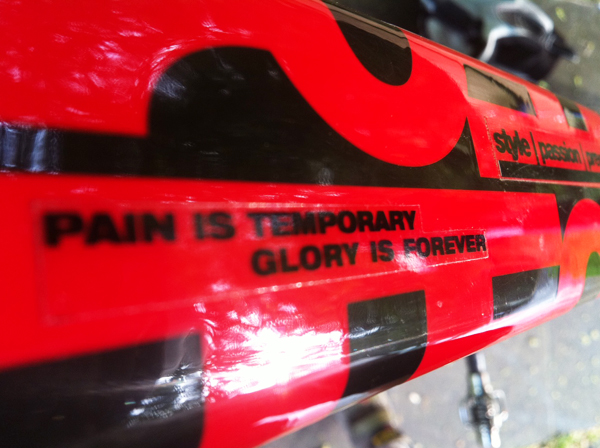 style | passion |
PAIN IS TEMPORARY
GLORY IS FOREVER